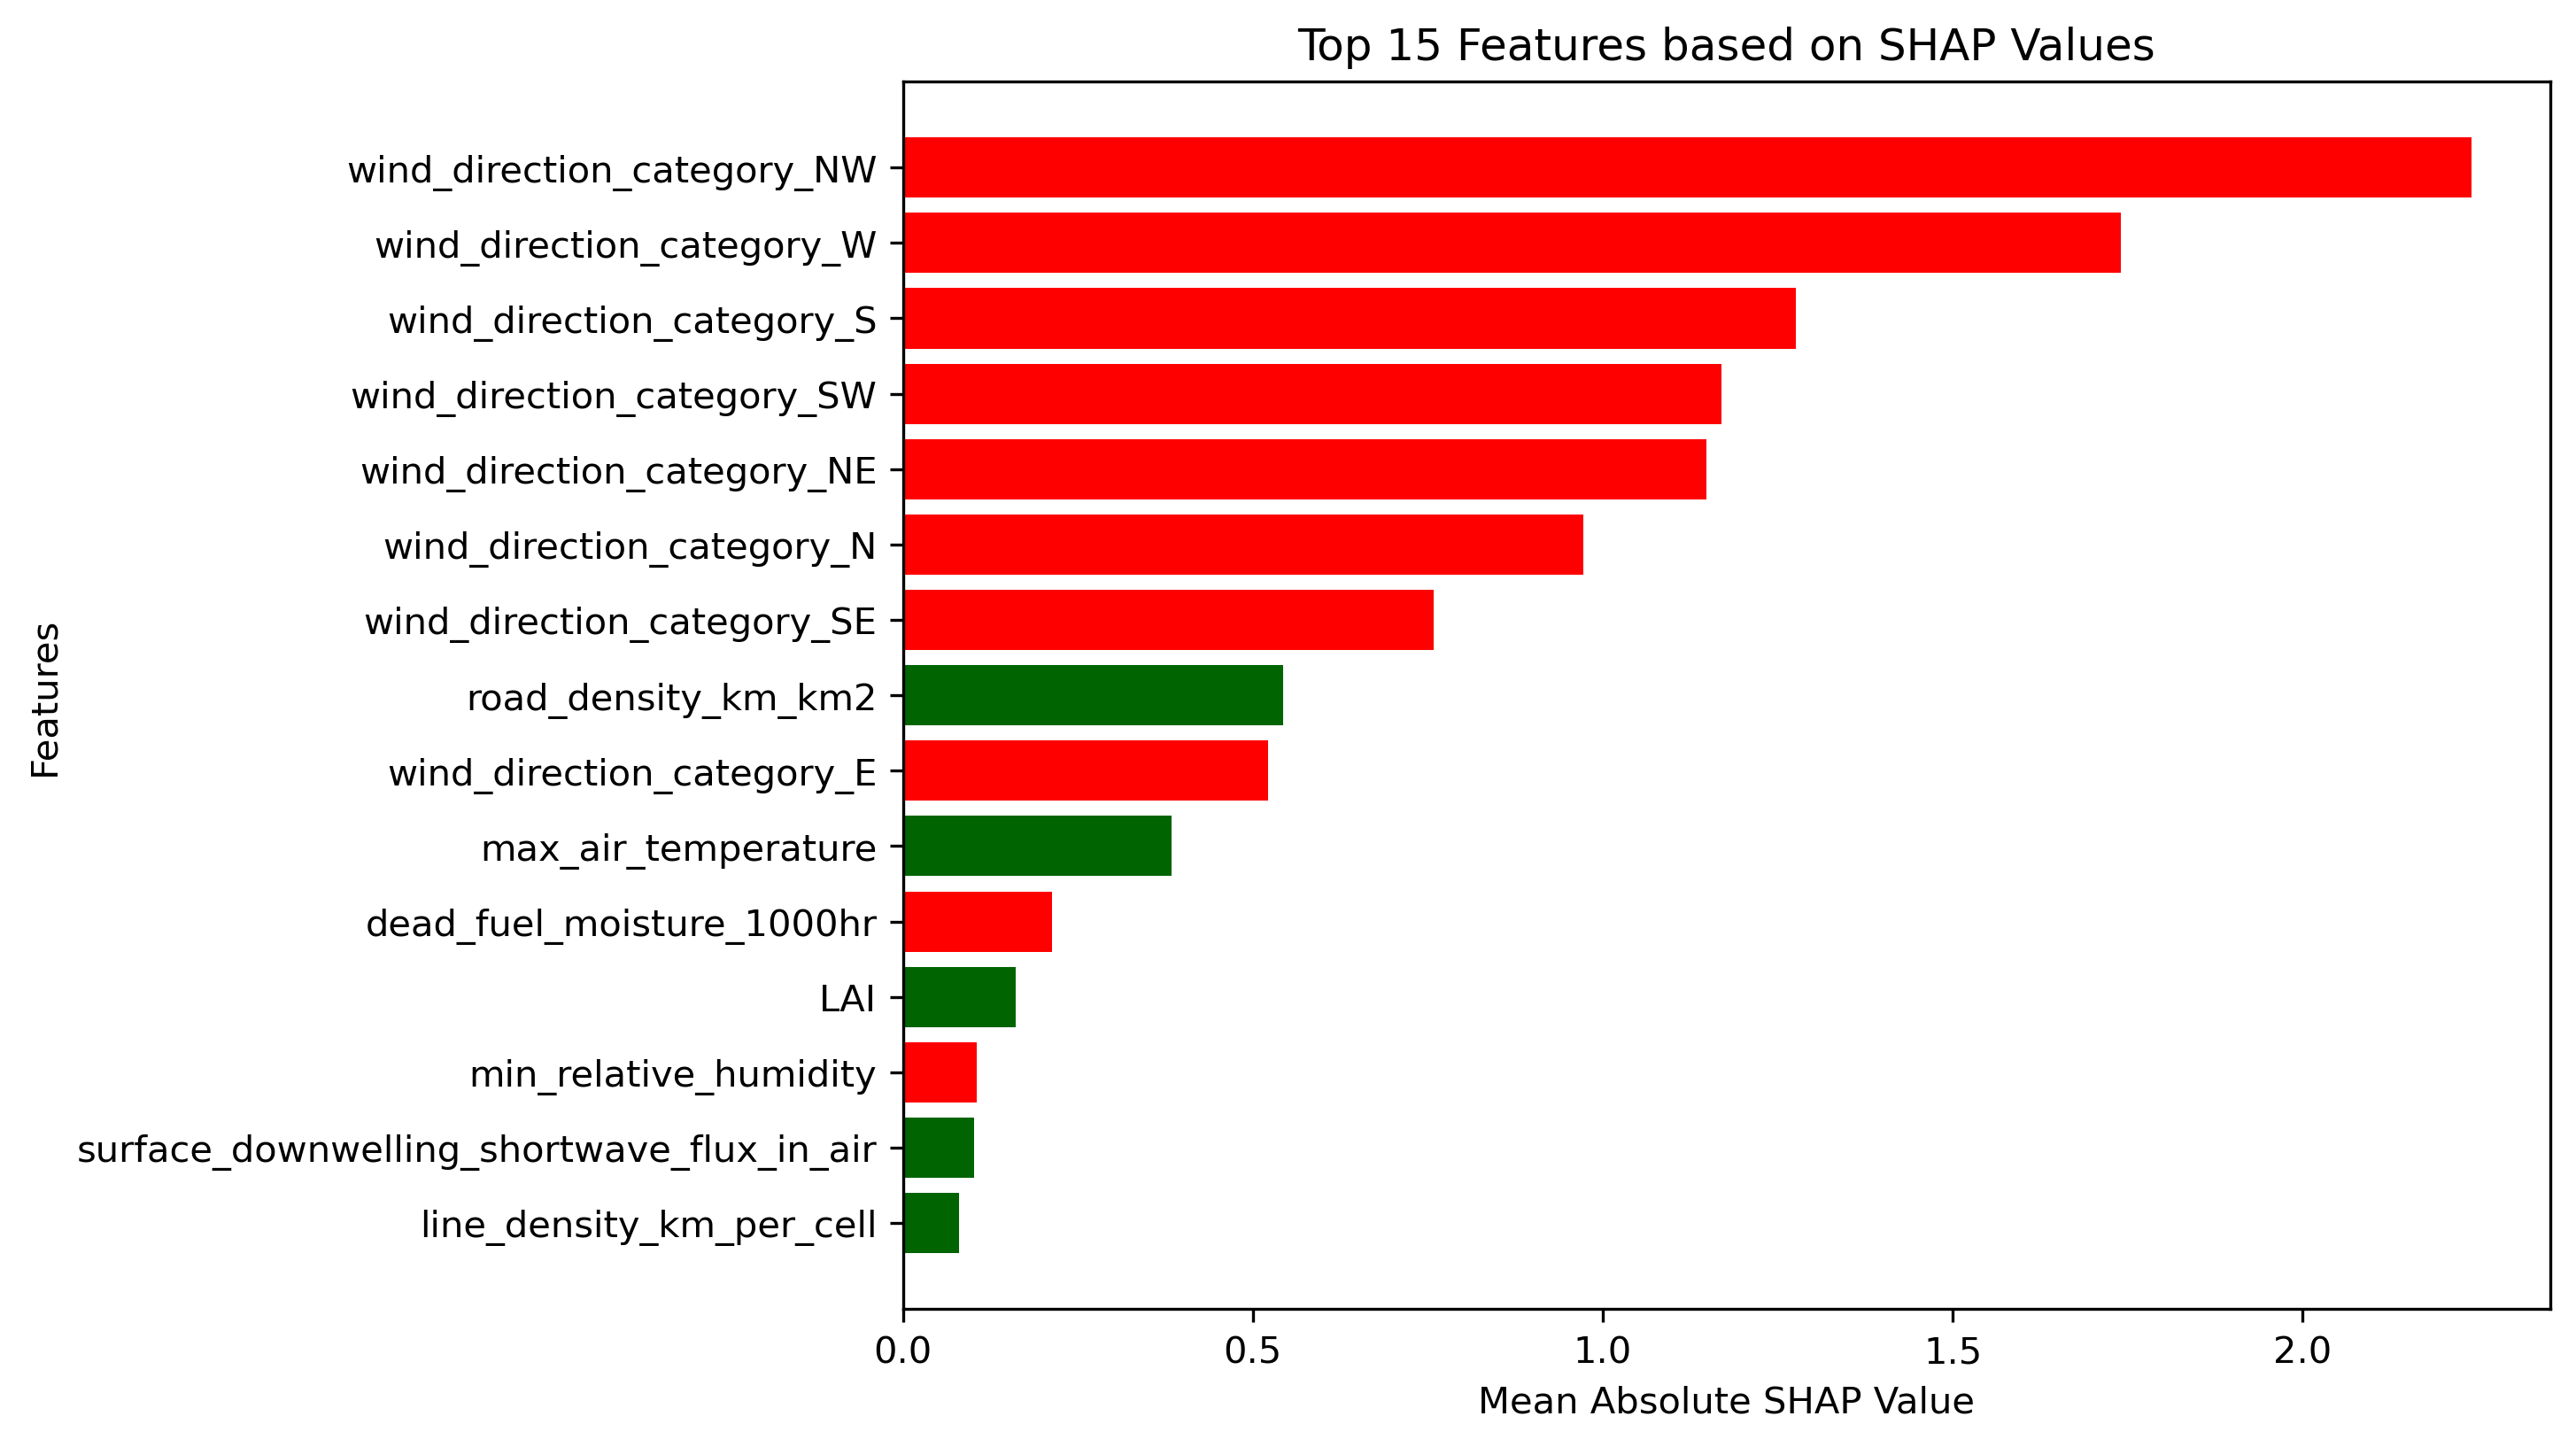 Top 15 Features based on SHAP Values
Features
wind_direction_category_NW
wind_direction_category_W
wind_direction_category_S
wind_direction_category_SW
wind_direction_category_NE
wind_direction_category_N
wind_direction_category_SE
road_density_km_km2
wind_direction_category_E
max_air_temperature
dead_fuel_moisture_1000hr
LAI
min_relative_humidity
surface_downwelling_shortwave_flux_in_air
line_density_km_per_cell
0.0 0.5 1.0 1.5 2.0
Mean Absolute SHAP Value